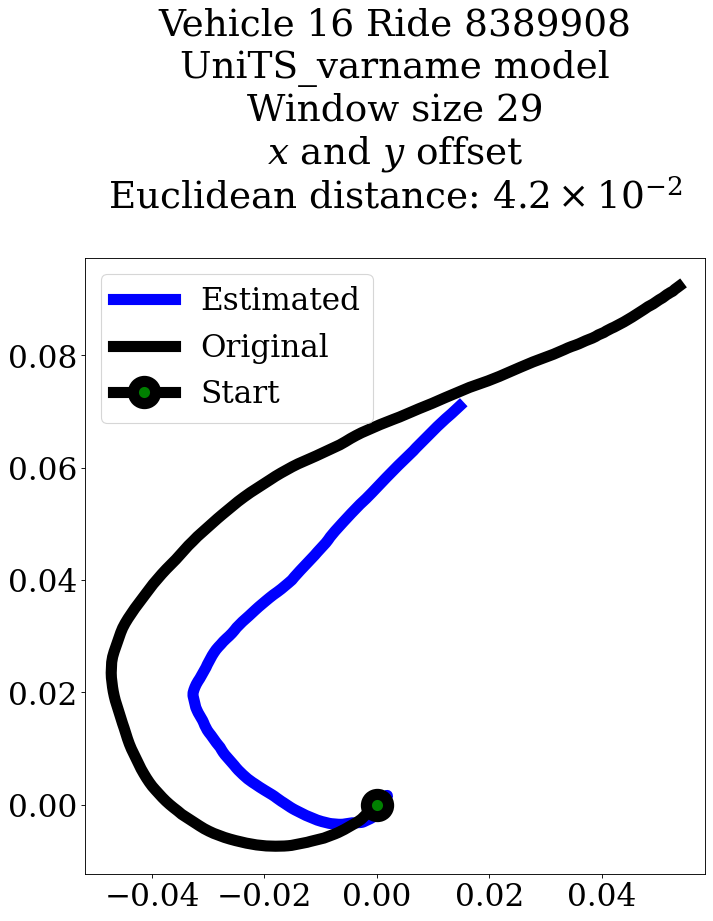 Vehicle 16 Ride 8389908
UniTS_varname model
Window size 29
x and y offset
Euclidean distance: 4.2 × 10⁻²
Estimated
Original
Start
0.08
0.06
0.04
0.02
0.00
−0.04 −0.02 0.00 0.02 0.04